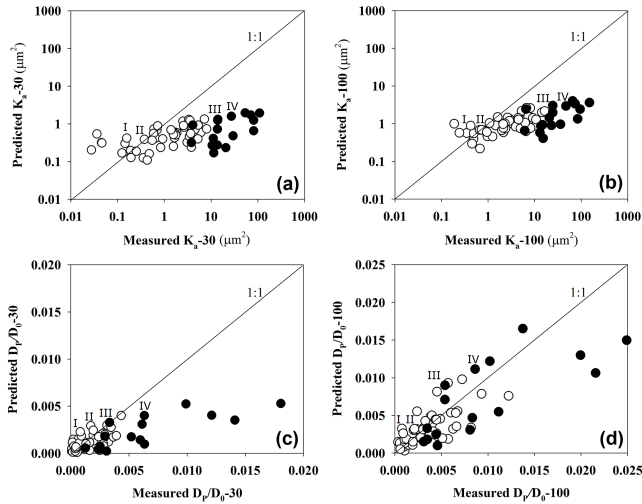 1000
100
10
1
0.1
0.01
Predicted Kₐ-30 (μm²)
1:1
I II III IV
(a)
0.01 0.1 1 10 100 1000
Measured Kₐ-30 (μm²)
1000
100
10
1
0.1
0.01
Predicted Kₐ-100 (μm²)
1:1
I II III IV
(b)
0.01 0.1 1 10 100 1000
Measured Kₐ-100 (μm²)
0.020
0.015
0.010
0.005
0.000
Predicted Dₚ/D₀-30
1:1
I II III IV
(c)
0.000 0.005 0.010 0.015 0.020
Measured Dₚ/D₀-30
0.025
0.020
0.015
0.010
0.005
0.000
Predicted Dₚ/D₀-100
1:1
I II III IV
(d)
0.000 0.005 0.010 0.015 0.020 0.025
Measured Dₚ/D₀-100